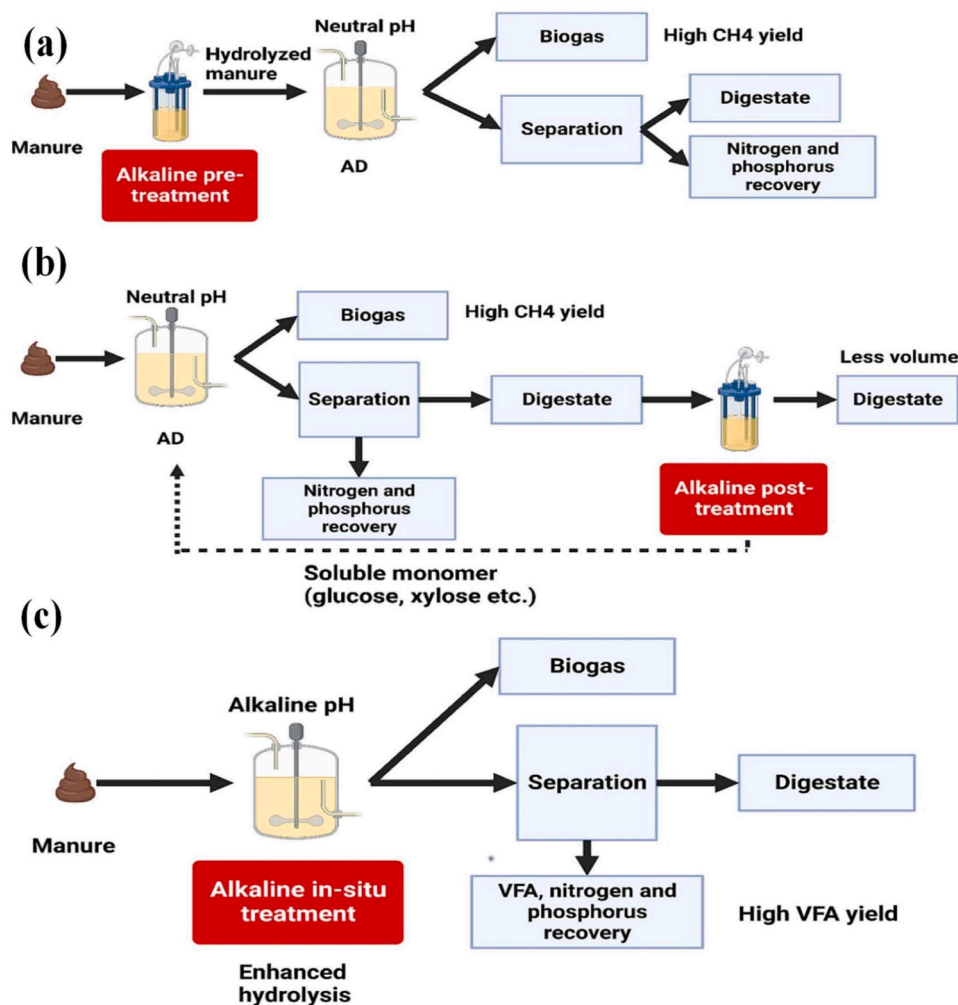 (a)
Neutral pH
Hydrolyzed
manure
Biogas
High CH4 yield
Manure
AD
Separation
Digestate
Nitrogen and
phosphorus
recovery
Alkaline pre-
treatment
(b)
Neutral pH
Biogas
High CH4 yield
Less volume
Manure
AD
Separation
Digestate
Digestate
Nitrogen and
phosphorus
recovery
Alkaline post-
treatment
Soluble monomer
(glucose, xylose etc.)
(c)
Biogas
Alkaline pH
Manure
Separation
Digestate
Alkaline in-situ
treatment
VFA, nitrogen and
phosphorus
recovery
High VFA yield
Enhanced
hydrolysis